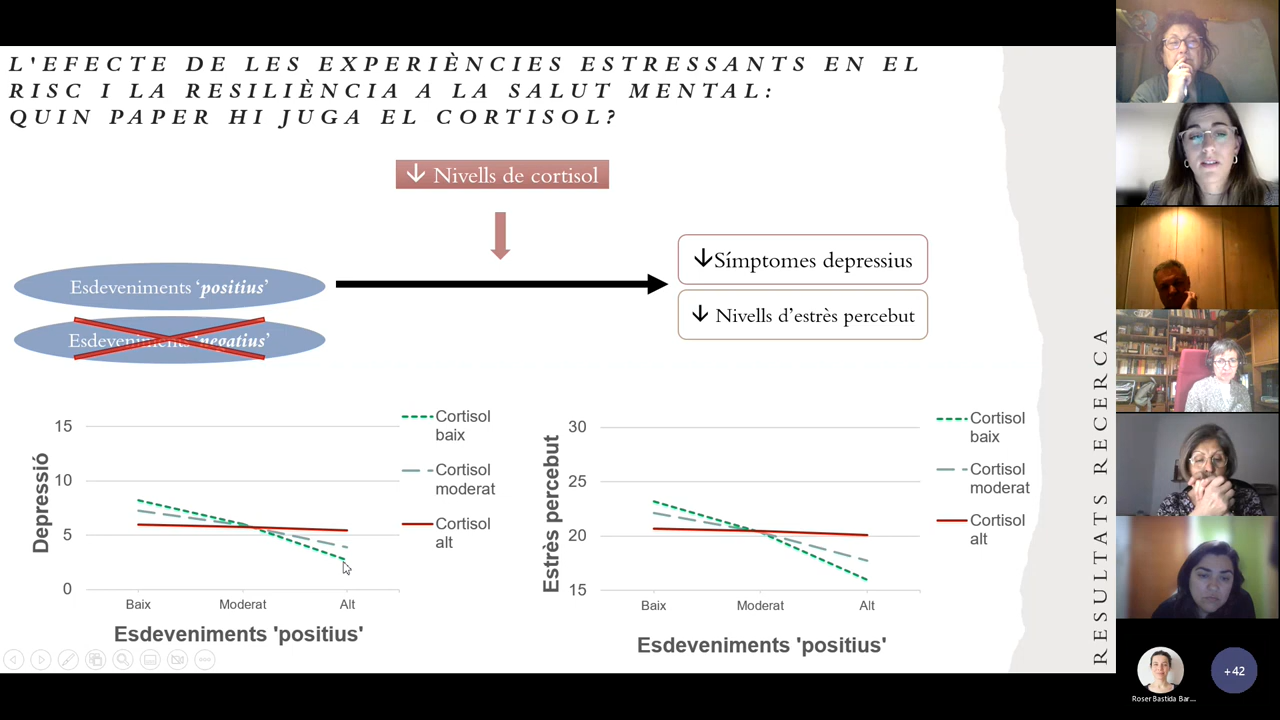 L'EFECTE DE LES EXPERIÈNCIES ESTRESSANTS EN EL
RISC I LA RESILIÈNCIA A LA SALUT MENTAL:
QUIN PAPER HI JUGA EL CORTISOL?
↓ Nivells de cortisol
Esdeveniments ‘positius’
Esdeveniments ‘negatius’
↓Símptomes depressius
↓ Nivells d’estrès percebut
Depressió
15
10
5
0
Baix
Moderat
Alt
Esdeveniments 'positius'
Cortisol
baix
Cortisol
moderat
Cortisol
alt
Estrès percebut
30
25
20
15
Baix
Moderat
Alt
Esdeveniments 'positius'
Cortisol
baix
Cortisol
moderat
Cortisol
alt
RESULTATS RECERCA
Roser Bastida Bar...
+42